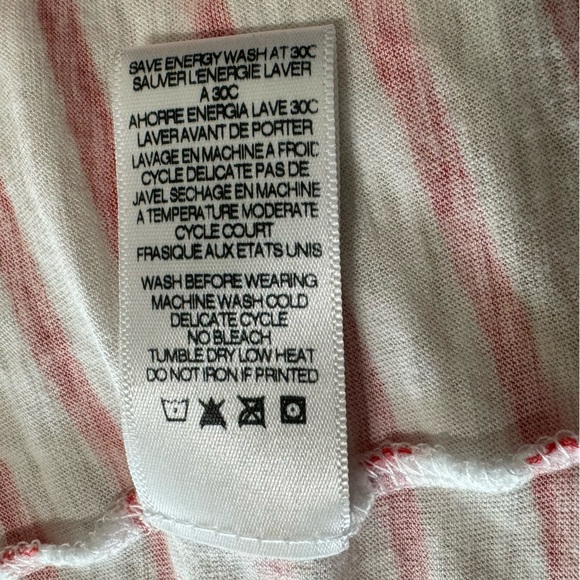 SAVE ENERGY WASH AT 30C
SAUVER L'ENERGIE LAVER
A 30C
AHORRE ENERGIA LAVE 30C
LAVER AVANT DE PORTER
LAVAGE EN MACHINE A FROID
CYCLE DELICATE PAS DE
JAVEL SECHAGE EN MACHINE
A TEMPERATURE MODERATE
CYCLE COURT
FRASIQUE AUX ETATS UNIS
WASH BEFORE WEARING
MACHINE WASH COLD
DELICATE CYCLE
NO BLEACH
TUMBLE DRY LOW HEAT
DO NOT IRON IF PRINTED